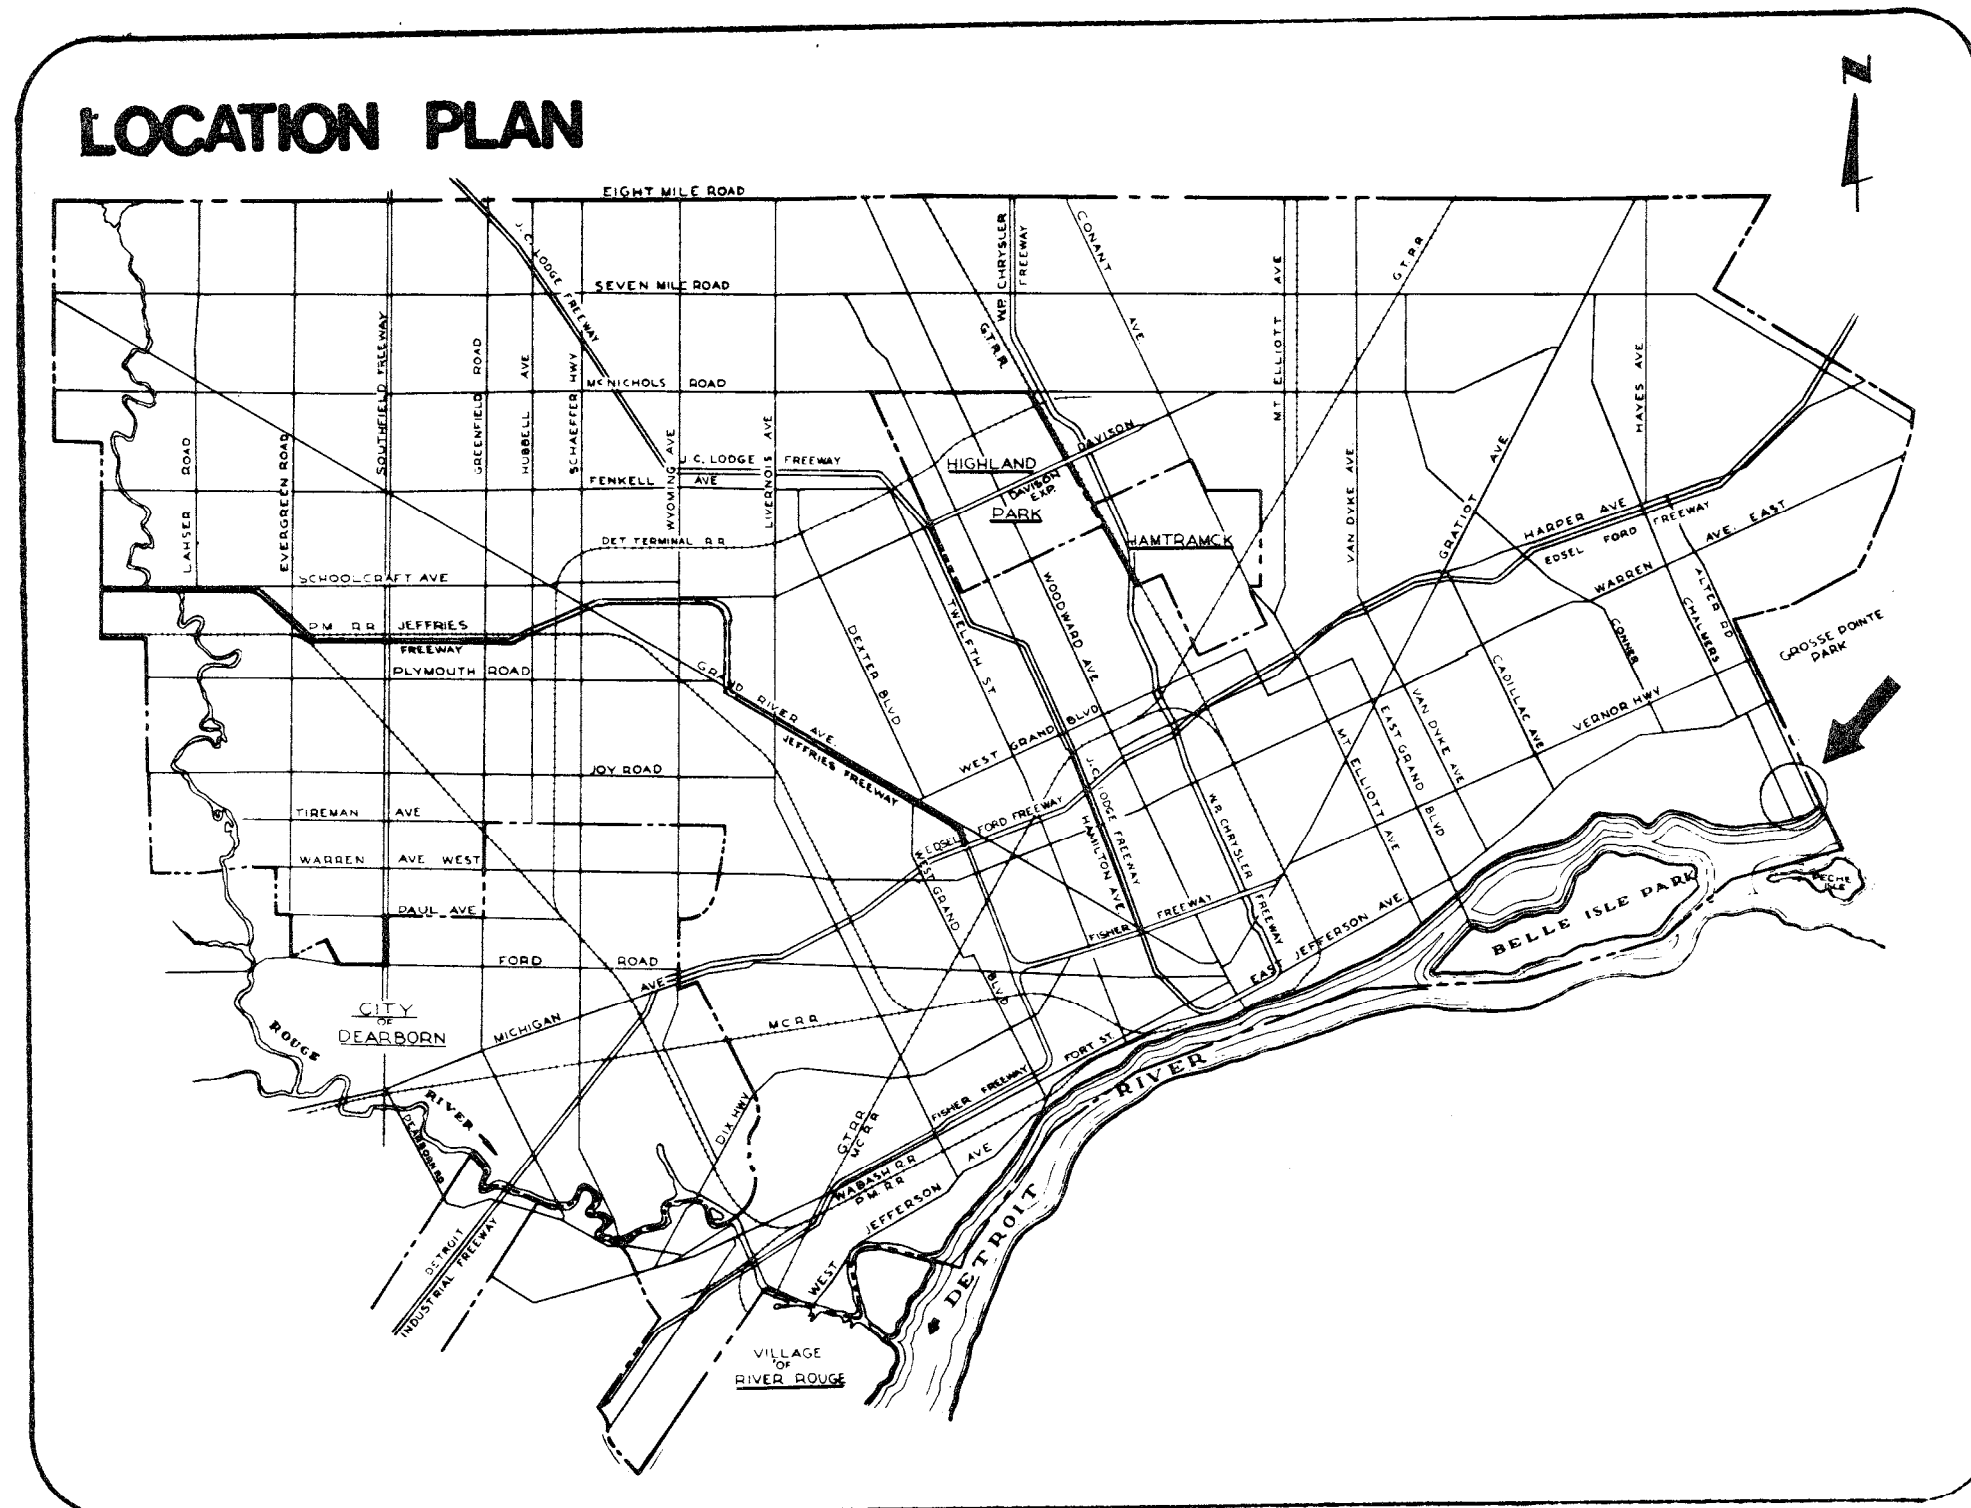 LOCATION PLAN
N
EIGHT MILE ROAD
J.C. LODGE FREEWAY
SEVEN MILE ROAD
W.P. CHRYSLER
FREEWAY
CONANT
AVE
G.T.R.R
MT ELLIOTT AVE
G.T.R.R
SOUTHFIELD FREEWAY
GREENFIELD ROAD
HUBBELL AVE
SCHAEFER HWY
MCNICHOLS ROAD
HAYES AVE
LAHSER ROAD
EVERGREEN ROAD
WYOMING AVE
LIVERNOIS AVE
J.C. LODGE FREEWAY
FENKELL AVE
HIGHLAND
PARK
DAVISON
EXP.
DAVISON
VAN DYKE AVE
GRATIOT AVE
HARPER AVE
EDSEL FORD FREEWAY
WARREN AVE. EAST
DET TERMINAL R.R.
HAMTRAMCK
SCHOOLCRAFT AVE
P.M. R.R.
JEFFRIES
FREEWAY
PLYMOUTH ROAD
GRAND RIVER AVE.
JEFFRIES FREEWAY
DEXTER BLVD
TWELFTH ST.
WOODWARD AVE
CADILLAC AVE
CONNER
CHALMERS
ALTER RD
GROSSE POINTE
PARK
VERNOR HWY
WEST GRAND BLVD
MT. ELLIOTT AVE
EAST GRAND BLVD
VAN DYKE AVE
JOY ROAD
TIREMAN AVE
WARREN AVE WEST
PAUL AVE
FORD ROAD
EDSEL FORD FREEWAY
WEST GRAND BLVD
J.C. LODGE FREEWAY
HAMILTON AVE
W.P. CHRYSLER FREEWAY
FISHER FREEWAY
EAST JEFFERSON AVE
BELLE ISLE PARK
PECHE
ISLE
CITY
OF
DEARBORN
MICHIGAN AVE
M.C.R.R
ROUGE
RIVER
DEARBORN RD
DIX HWY
G.T.R.R
M.C.R.R
FISHER FREEWAY
FORT ST.
WABASH R.R
P.M. R.R
WEST JEFFERSON AVE
DETROIT
INDUSTRIAL FREEWAY
DETROIT RIVER
VILLAGE
OF
RIVER ROUGE